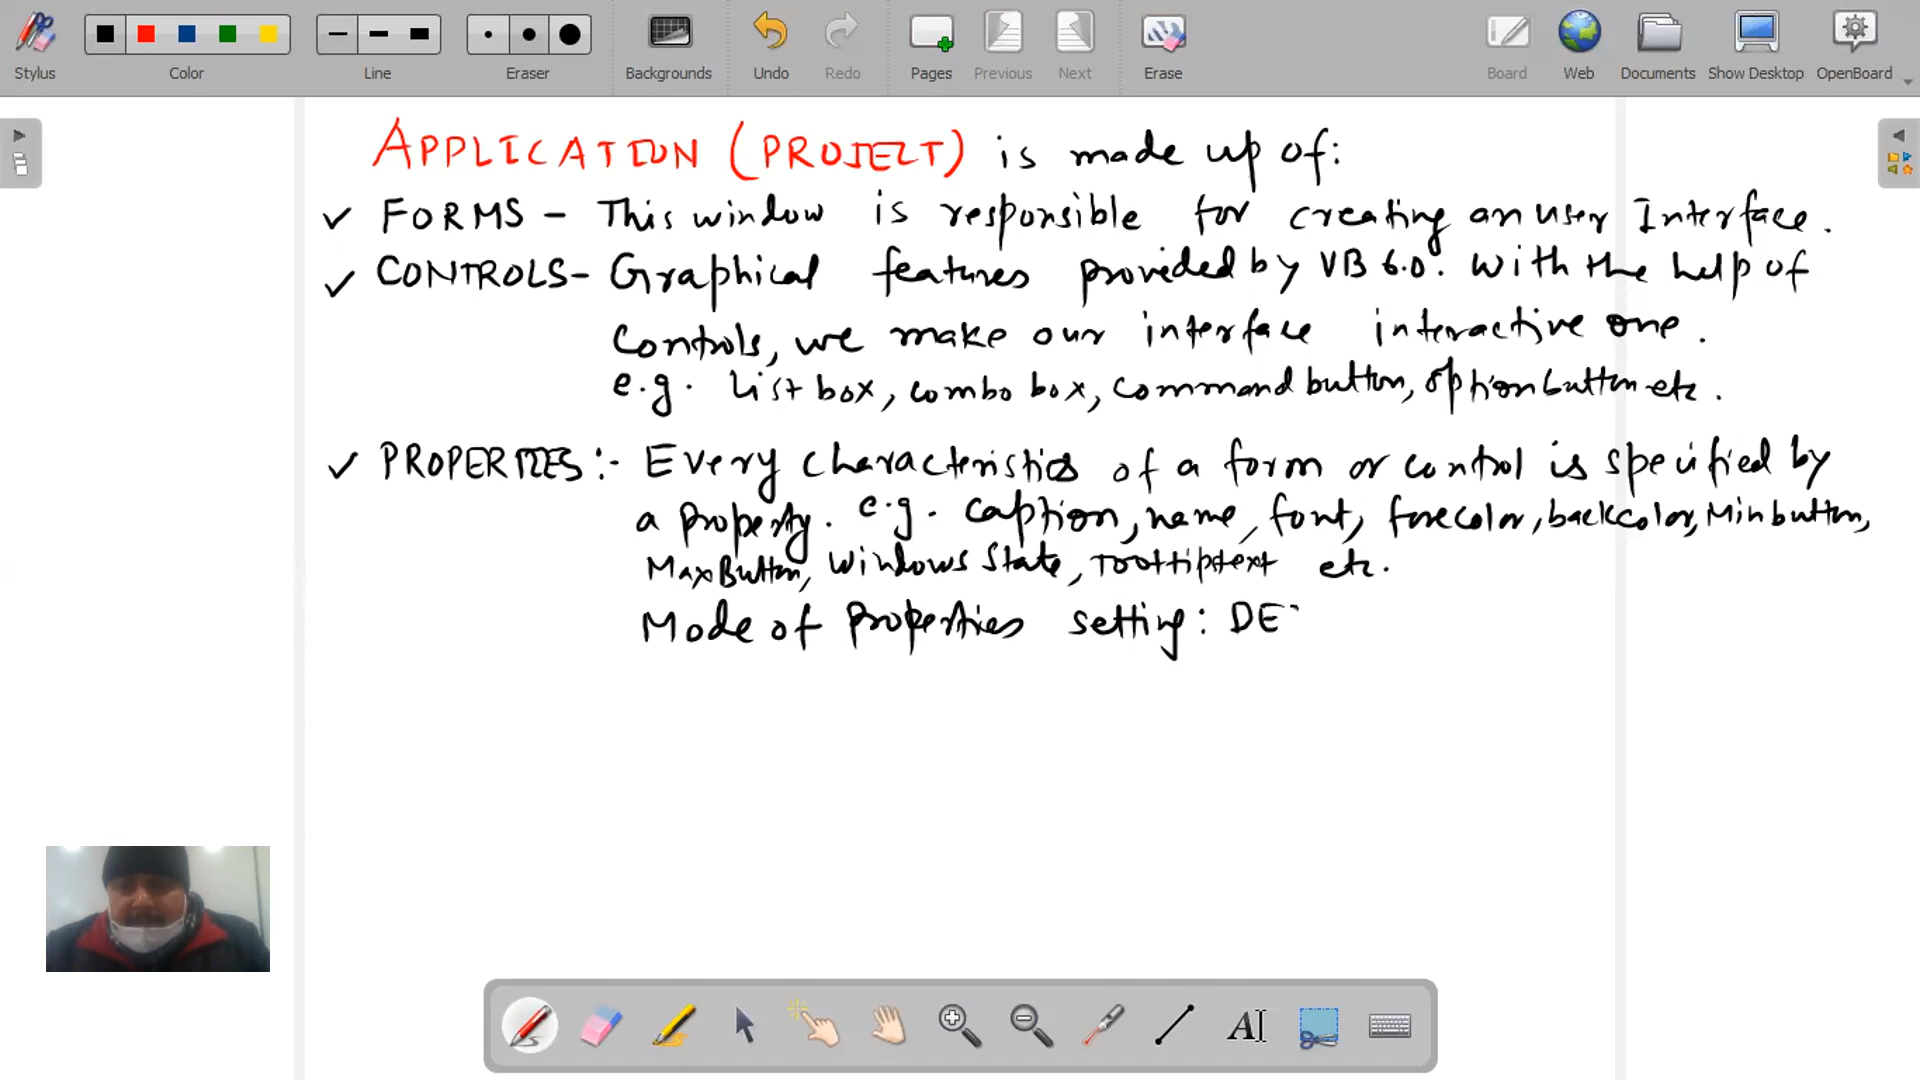 Stylus
Color
Line
Eraser
Backgrounds
Undo
Redo
Pages
Previous
Next
Erase
Board
Web
Documents
Show Desktop
OpenBoard
APPLICATION (PROJECT) is made up of:
✓ FORMS - This window is responsible for creating an user Interface.
✓ CONTROLS - Graphical features provided by VB 6.0. With the help of
controls, we make our interface interactive one.
e.g. List box, combo box, command button, option button etc.
✓ PROPERTIES :- Every characteristics of a form or control is specified by
a property. e.g. caption, name, font, forecolor, backcolor, Minbutton,
MaxButton, Windows State, Tooltiptext etc.
Mode of Properties setting: DE
AI